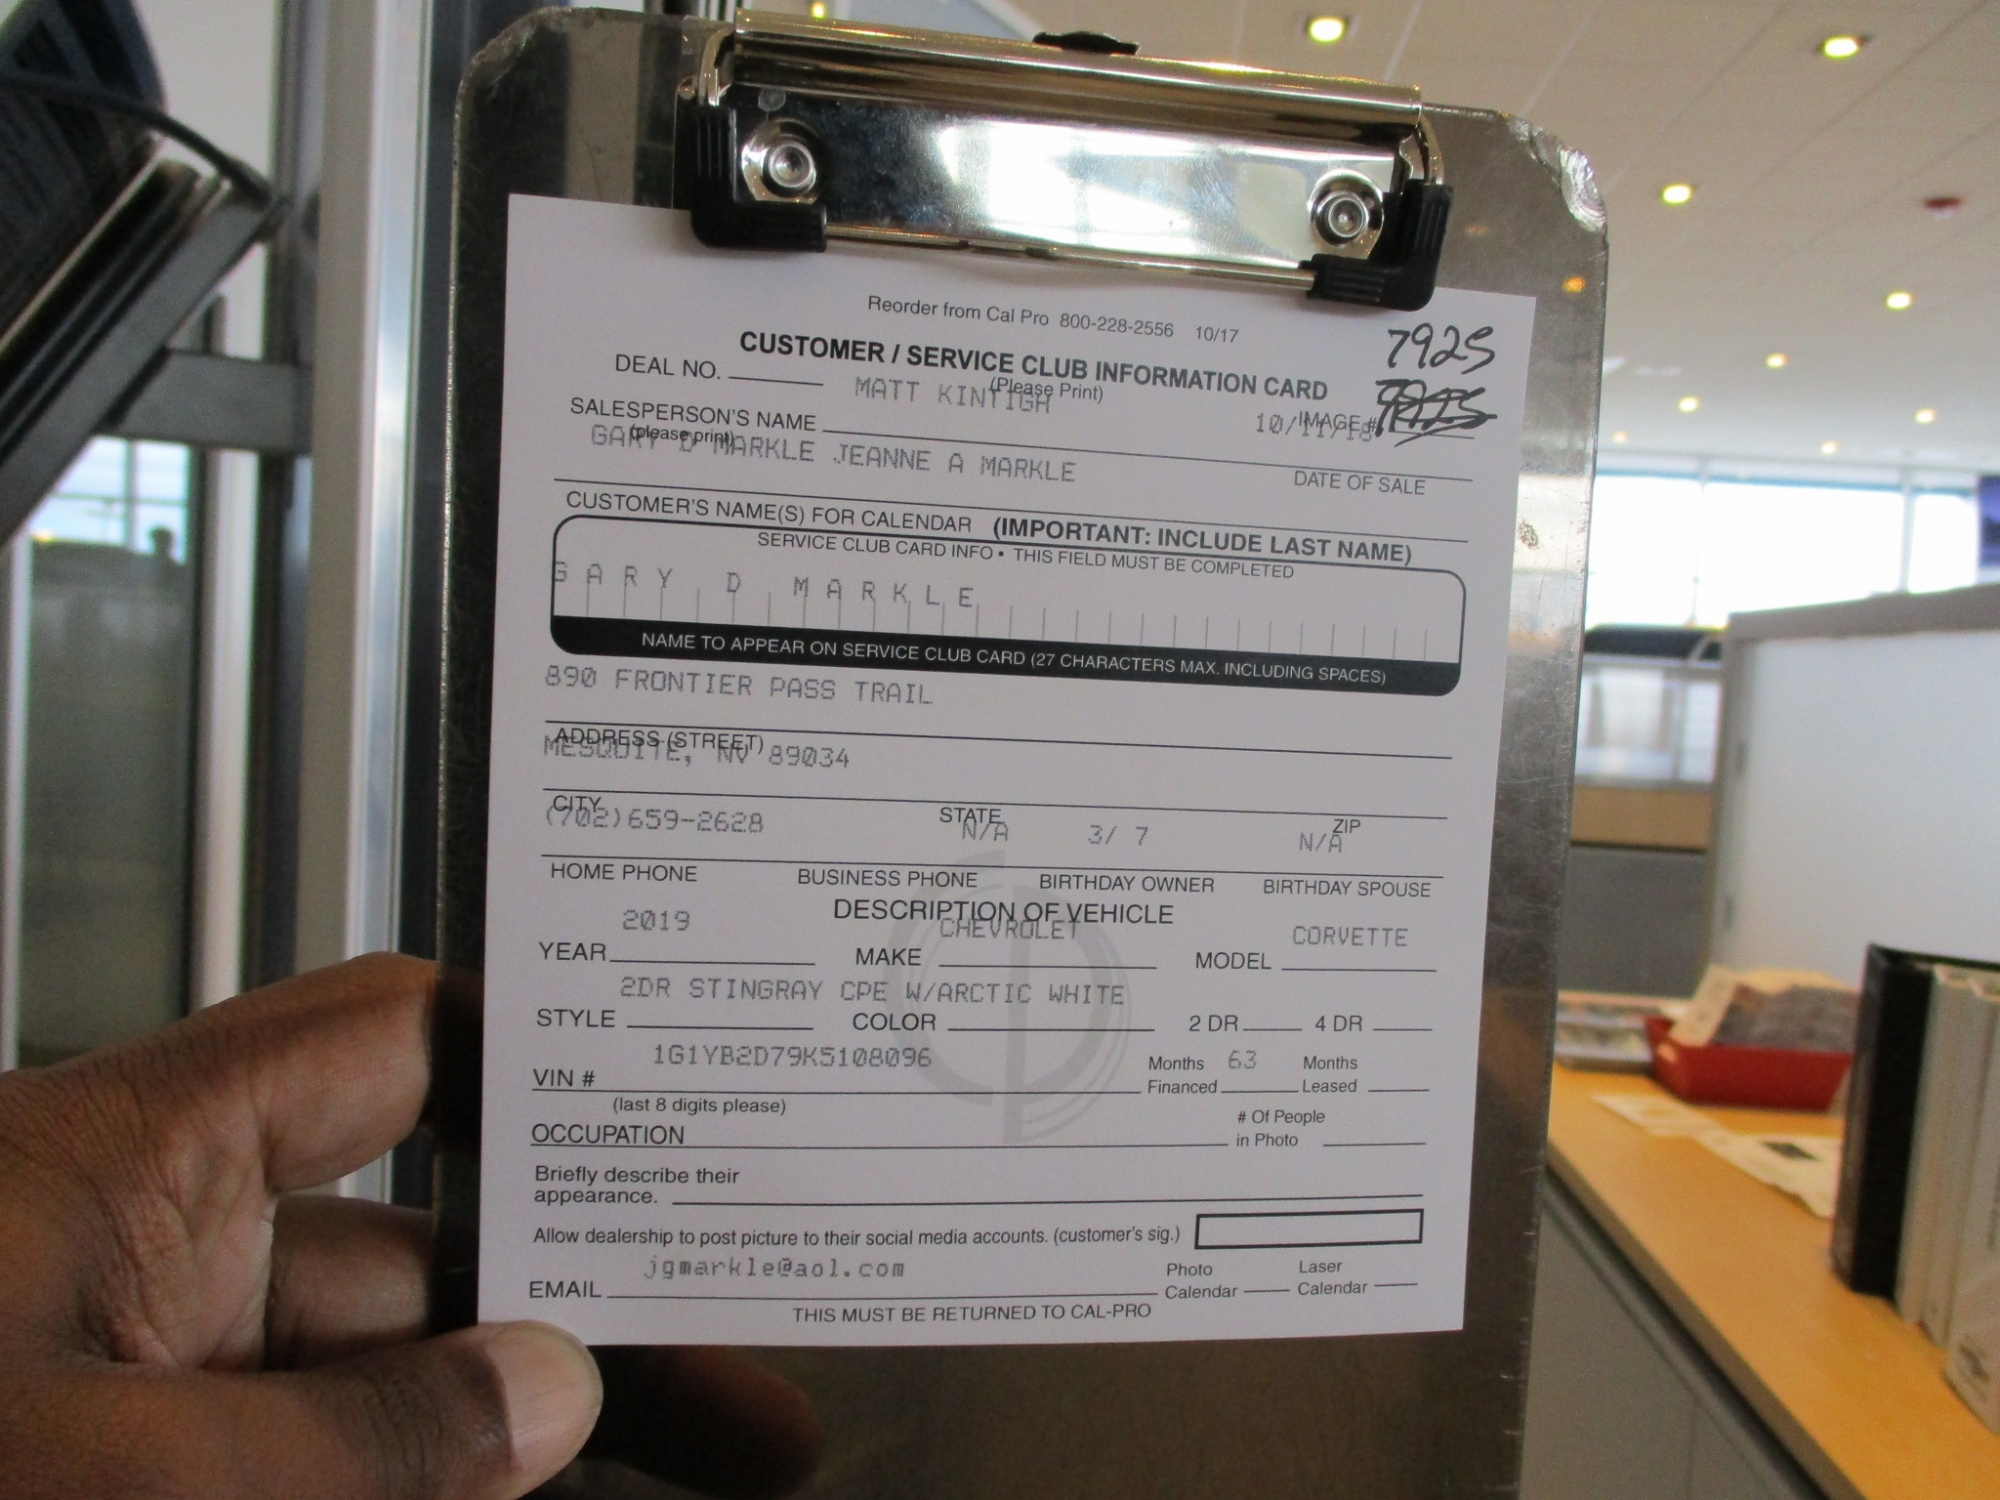 Reorder from Cal Pro 800-228-2556 10/17
7925
CUSTOMER / SERVICE CLUB INFORMATION CARD
DEAL NO.
(Please Print)
MATT KINTIGH
SALESPERSON'S NAME
(please print)
10/11/18
IMAGE #
GARY D MARKLE JEANNE A MARKLE
DATE OF SALE
CUSTOMER'S NAME(S) FOR CALENDAR (IMPORTANT: INCLUDE LAST NAME)
SERVICE CLUB CARD INFO • THIS FIELD MUST BE COMPLETED
GARY D MARKLE
NAME TO APPEAR ON SERVICE CLUB CARD (27 CHARACTERS MAX. INCLUDING SPACES)
890 FRONTIER PASS TRAIL
ADDRESS (STREET)
MESQUITE, NV 89034
CITY STATE ZIP
(702)659-2628 N/A 3/ 7 N/A
HOME PHONE BUSINESS PHONE BIRTHDAY OWNER BIRTHDAY SPOUSE
DESCRIPTION OF VEHICLE
2019 CHEVROLET CORVETTE
YEAR MAKE MODEL
2DR STINGRAY CPE W/ARCTIC WHITE
STYLE COLOR 2 DR 4 DR
1G1YB2D79K5108096
VIN # Months Financed 63 Months Leased
(last 8 digits please)
OCCUPATION # Of People in Photo
Briefly describe their
appearance.
Allow dealership to post picture to their social media accounts. (customer's sig.)
jgmarkle@aol.com
EMAIL Photo Calendar Laser Calendar
THIS MUST BE RETURNED TO CAL-PRO